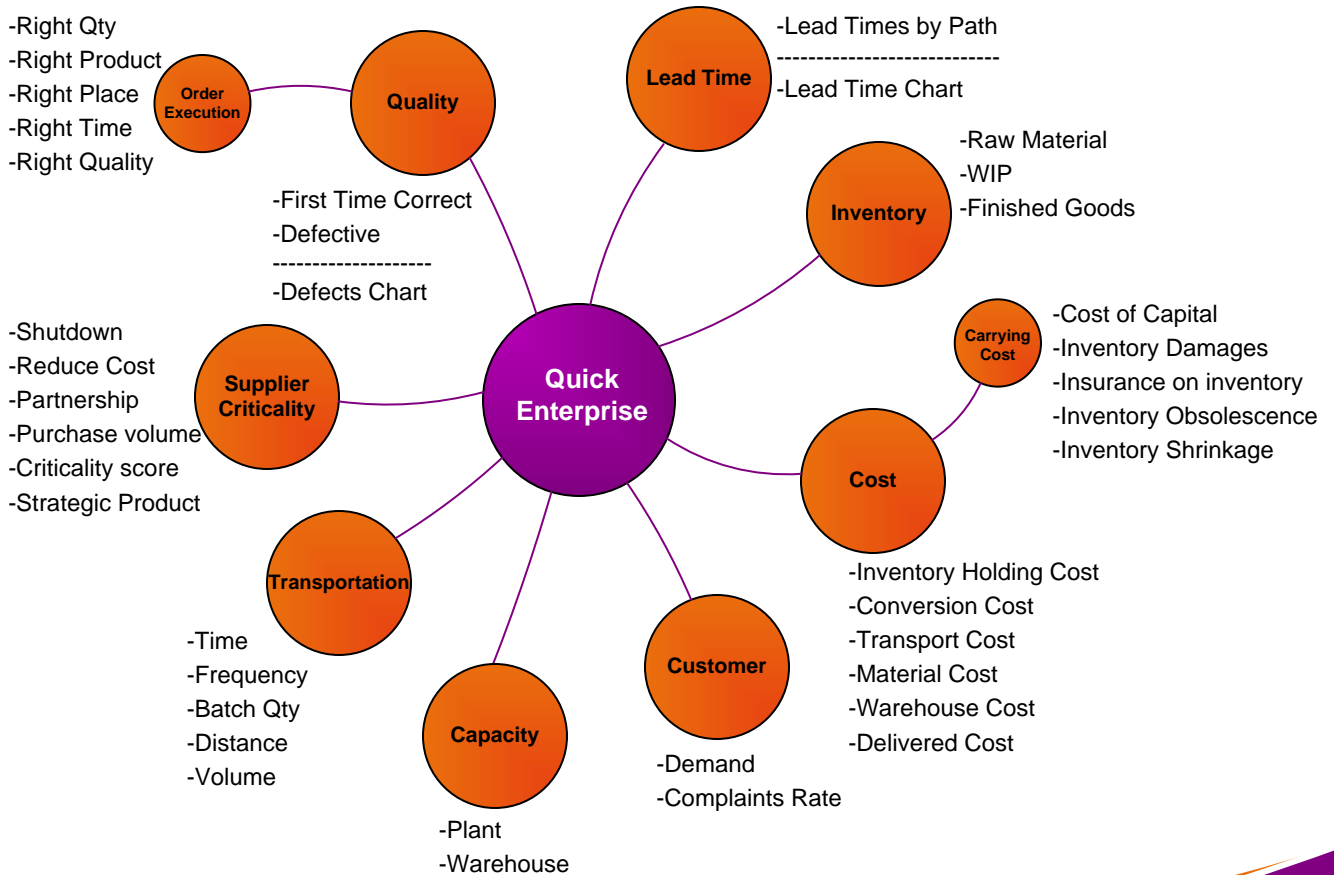 -Right Qty
-Right Product
-Right Place
-Right Time
-Right Quality
Order
Execution
Quality
-First Time Correct
-Defective
--------------------
-Defects Chart
Lead Time
-Lead Times by Path
----------------------------
-Lead Time Chart
Inventory
-Raw Material
-WIP
-Finished Goods
Carrying
Cost
-Cost of Capital
-Inventory Damages
-Insurance on inventory
-Inventory Obsolescence
-Inventory Shrinkage
Quick
Enterprise
-Shutdown
-Reduce Cost
-Partnership
-Purchase volume
-Criticality score
-Strategic Product
Supplier
Criticality
Cost
-Inventory Holding Cost
-Conversion Cost
-Transport Cost
-Material Cost
-Warehouse Cost
-Delivered Cost
Transportation
-Time
-Frequency
-Batch Qty
-Distance
-Volume
Capacity
-Plant
-Warehouse
Customer
-Demand
-Complaints Rate